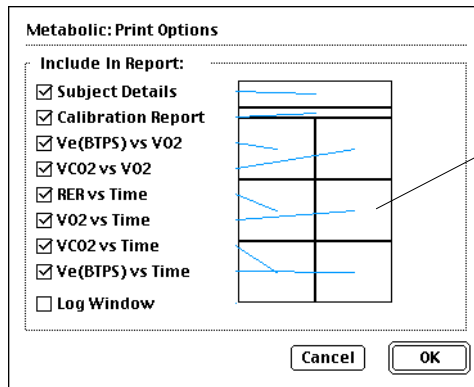 Metabolic: Print Options
Include In Report:
Subject Details
Calibration Report
Ve(BTPS) vs VO2
VCO2 vs VO2
RER vs Time
VO2 vs Time
VCO2 vs Time
Ve(BTPS) vs Time
Log Window
Cancel
OK